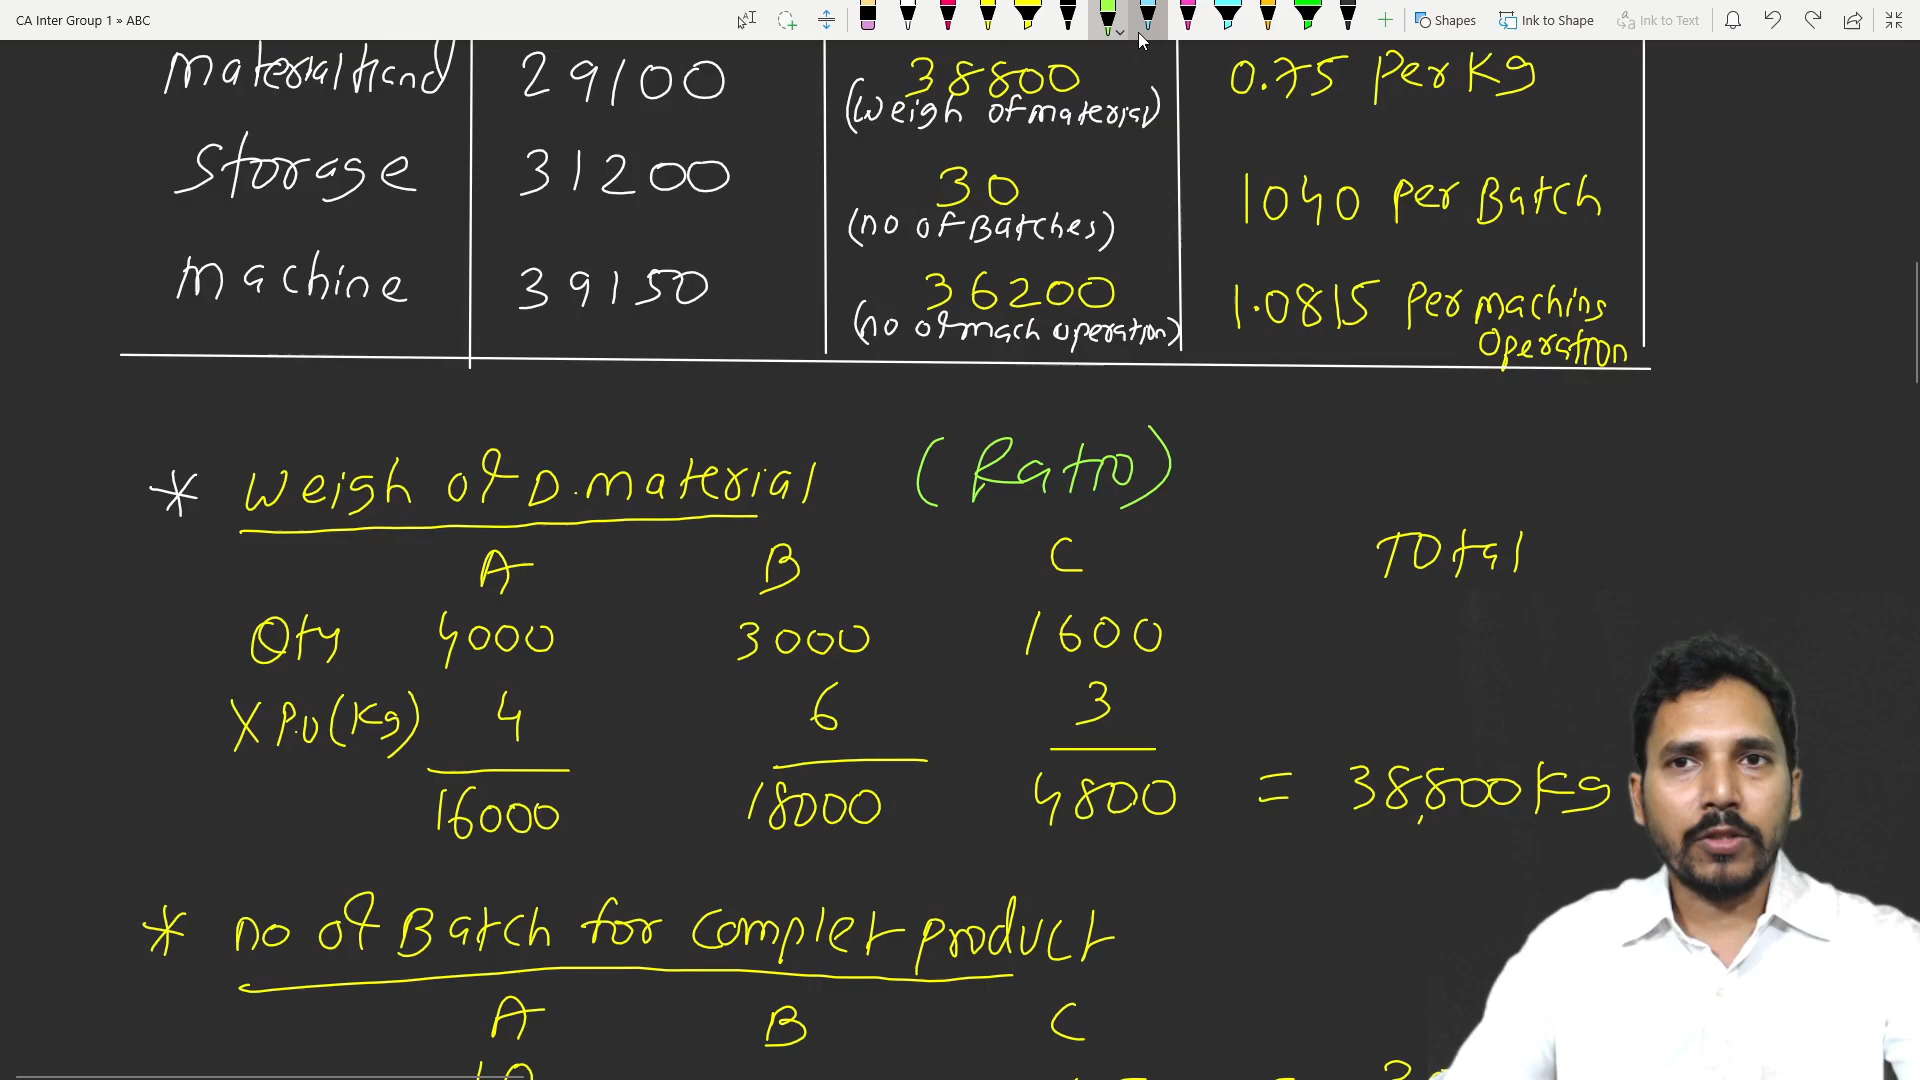 CA Inter Group 1 » ABC
Shapes Ink to Shape Ink to Text
Material Hand 29100 38800 0.75 Per Kg
(Weigh of material)
Storage 31200 30 1040 Per Batch
(no of Batches)
Machine 39150 36200 1.0815 Per Machine
(no of mach operation) Operation
* Weigh of D.material (Ratio)
A B C Total
Qty 4000 3000 1600
X P.U (Kg) 4 6 3
16000 18000 4800 = 38,800 Kg
* no of Batch for Complet product
A B C
10